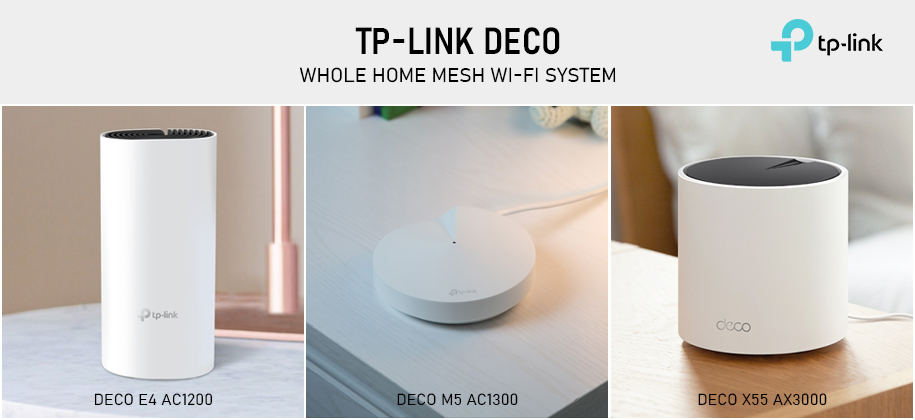 TP-LINK DECO
WHOLE HOME MESH WI-FI SYSTEM
tp-link
tp-link
DECO E4 AC1200
tp-link
DECO M5 AC1300
deco
DECO X55 AX3000